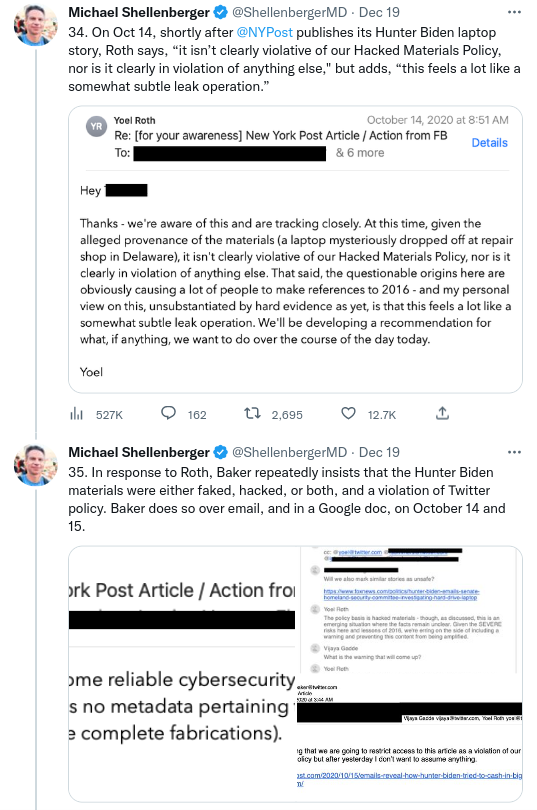 Michael Shellenberger @ShellenbergerMD · Dec 19
34. On Oct 14, shortly after @NYPost publishes its Hunter Biden laptop
story, Roth says, “it isn’t clearly violative of our Hacked Materials Policy,
nor is it clearly in violation of anything else," but adds, “this feels a lot like a
somewhat subtle leak operation.”
YR
Yoel Roth
October 14, 2020 at 8:51 AM
Re: [for your awareness] New York Post Article / Action from FB
To:
& 6 more
Details
Hey
Thanks - we're aware of this and are tracking closely. At this time, given the
alleged provenance of the materials (a laptop mysteriously dropped off at repair
shop in Delaware), it isn't clearly violative of our Hacked Materials Policy, nor is it
clearly in violation of anything else. That said, the questionable origins here are
obviously causing a lot of people to make references to 2016 - and my personal
view on this, unsubstantiated by hard evidence as yet, is that this feels a lot like a
somewhat subtle leak operation. We'll be developing a recommendation for
what, if anything, we want to do over the course of the day today.
Yoel
527K 162 2,695 12.7K
Michael Shellenberger @ShellenbergerMD · Dec 19
35. In response to Roth, Baker repeatedly insists that the Hunter Biden
materials were either faked, hacked, or both, and a violation of Twitter
policy. Baker does so over email, and in a Google doc, on October 14 and
15.
ork Post Article / Action from
ome reliable cybersecurity
s no metadata pertaining
e complete fabrications).
cc: @yoel@twitter.com
Will we also mark similar stories as unsafe?
https://www.foxnews.com/politics/hunter-biden-emails-senate-
homeland-security-committee-investigating-hard-drive-laptop
Yoel Roth
The policy basis is hacked materials - though, as discussed, this is an
emerging situation where the facts remain unclear. Given the SEVERE
risks here and lessons of 2016, we're erring on the side of including a
warning and preventing this content from being amplified.
Vijaya Gadde
What is the warning that will come up?
Yoel Roth
aker@twitter.com
Article
2020 at 3:44 AM
Vijaya Gadde vijaya@twitter.com, Yoel Roth yoel@t
ng that we are going to restrict access to this article as a violation of our
olicy but after yesterday I don't want to assume anything.
ost.com/2020/10/15/emails-reveal-how-hunter-biden-tried-to-cash-in-big
m/